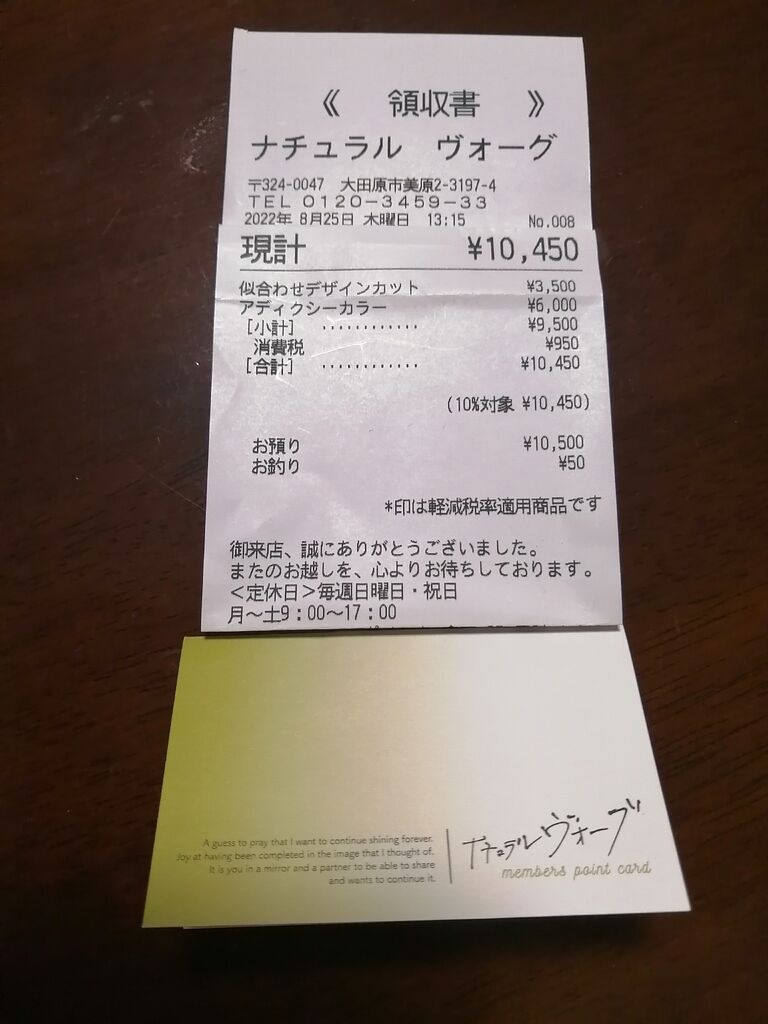 《 領収書 》
ナチュラル ヴォーグ
〒324-0047 大田原市美原2-3197-4
TEL 0120-3459-33
2022年 8月25日 木曜日 13:15 No.008
現計 ¥10,450
似合わせデザインカット ¥3,500
アディクシーカラー ¥6,000
[小計] ............ ¥9,500
消費税 ¥950
[合計] ............ ¥10,450
(10%対象 ¥10,450)
お預り ¥10,500
お釣り ¥50
*印は軽減税率適用商品です
御来店、誠にありがとうございました。
またのお越しを、心よりお待ちしております。
<定休日>毎週日曜日・祝日
月～土9:00～17:00
A guess to pray that I want to continue shining forever.
Joy at having been completed in the image that I thought of.
It is you in a mirror and a partner to be able to share
and wants to continue it.
ナチュラルヴォーグ
members point card